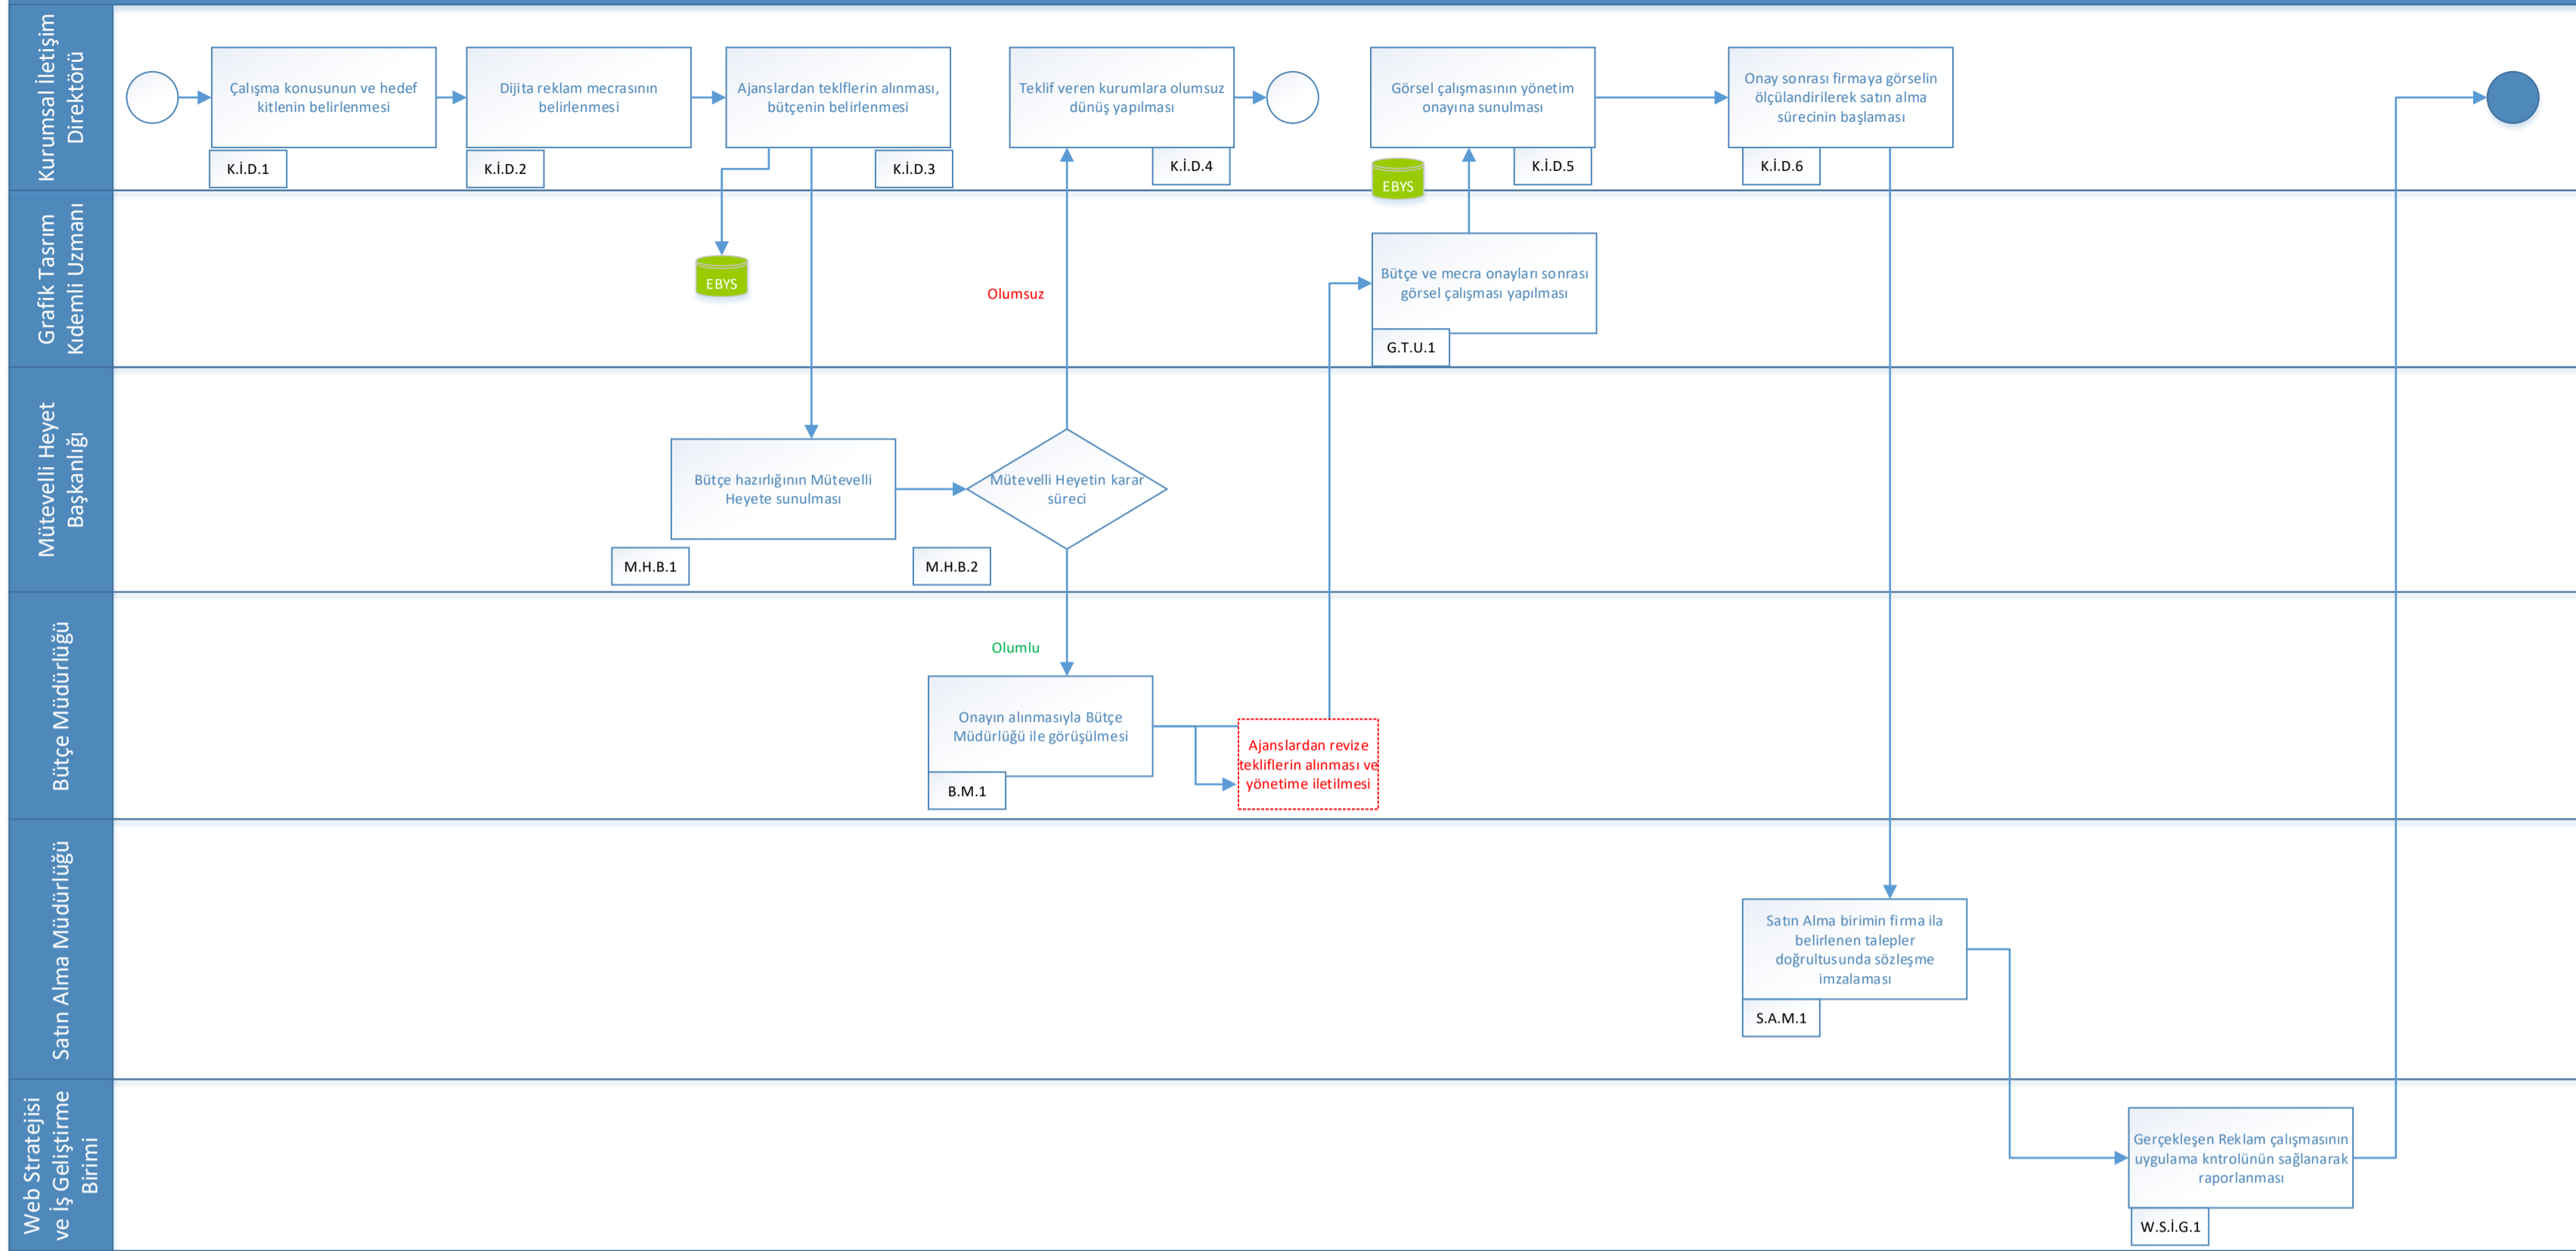 Kurumsal İletişim
Direktörü
Çalışma konusunun ve hedef
kitlenin belirlenmesi
K.İ.D.1
Dijita reklam mecrasının
belirlenmesi
K.İ.D.2
Ajanslardan teklflerin alınması,
bütçenin belirlenmesi
K.İ.D.3
Teklif veren kurumlara olumsuz
dünüş yapılması
K.İ.D.4
Görsel çalışmasının yönetim
onayına sunulması
K.İ.D.5
EBYS
Onay sonrası firmaya görselin
ölçülandirilerek satın alma
sürecinin başlaması
K.İ.D.6
Grafik Tasrım
Kıdemli Uzmanı
EBYS
Olumsuz
Bütçe ve mecra onayları sonrası
görsel çalışması yapılması
G.T.U.1
Mütevelli Heyet
Başkanlığı
Bütçe hazırlığının Mütevelli
Heyete sunulması
M.H.B.1
Mütevelli Heyetin karar
süreci
M.H.B.2
Bütçe Müdürlüğü
Olumlu
Onayın alınmasıyla Bütçe
Müdürlüğü ile görüşülmesi
B.M.1
Ajanslardan revize
tekliflerin alınması ve
yönetime iletilmesi
Satın Alma Müdürlüğü
Satın Alma birimin firma ila
belirlenen talepler
doğrultusunda sözleşme
imzalaması
S.A.M.1
Web Stratejisi
ve İş Geliştirme
Birimi
Gerçekleşen Reklam çalışmasının
uygulama kntrolünün sağlanarak
raporlanması
W.S.İ.G.1